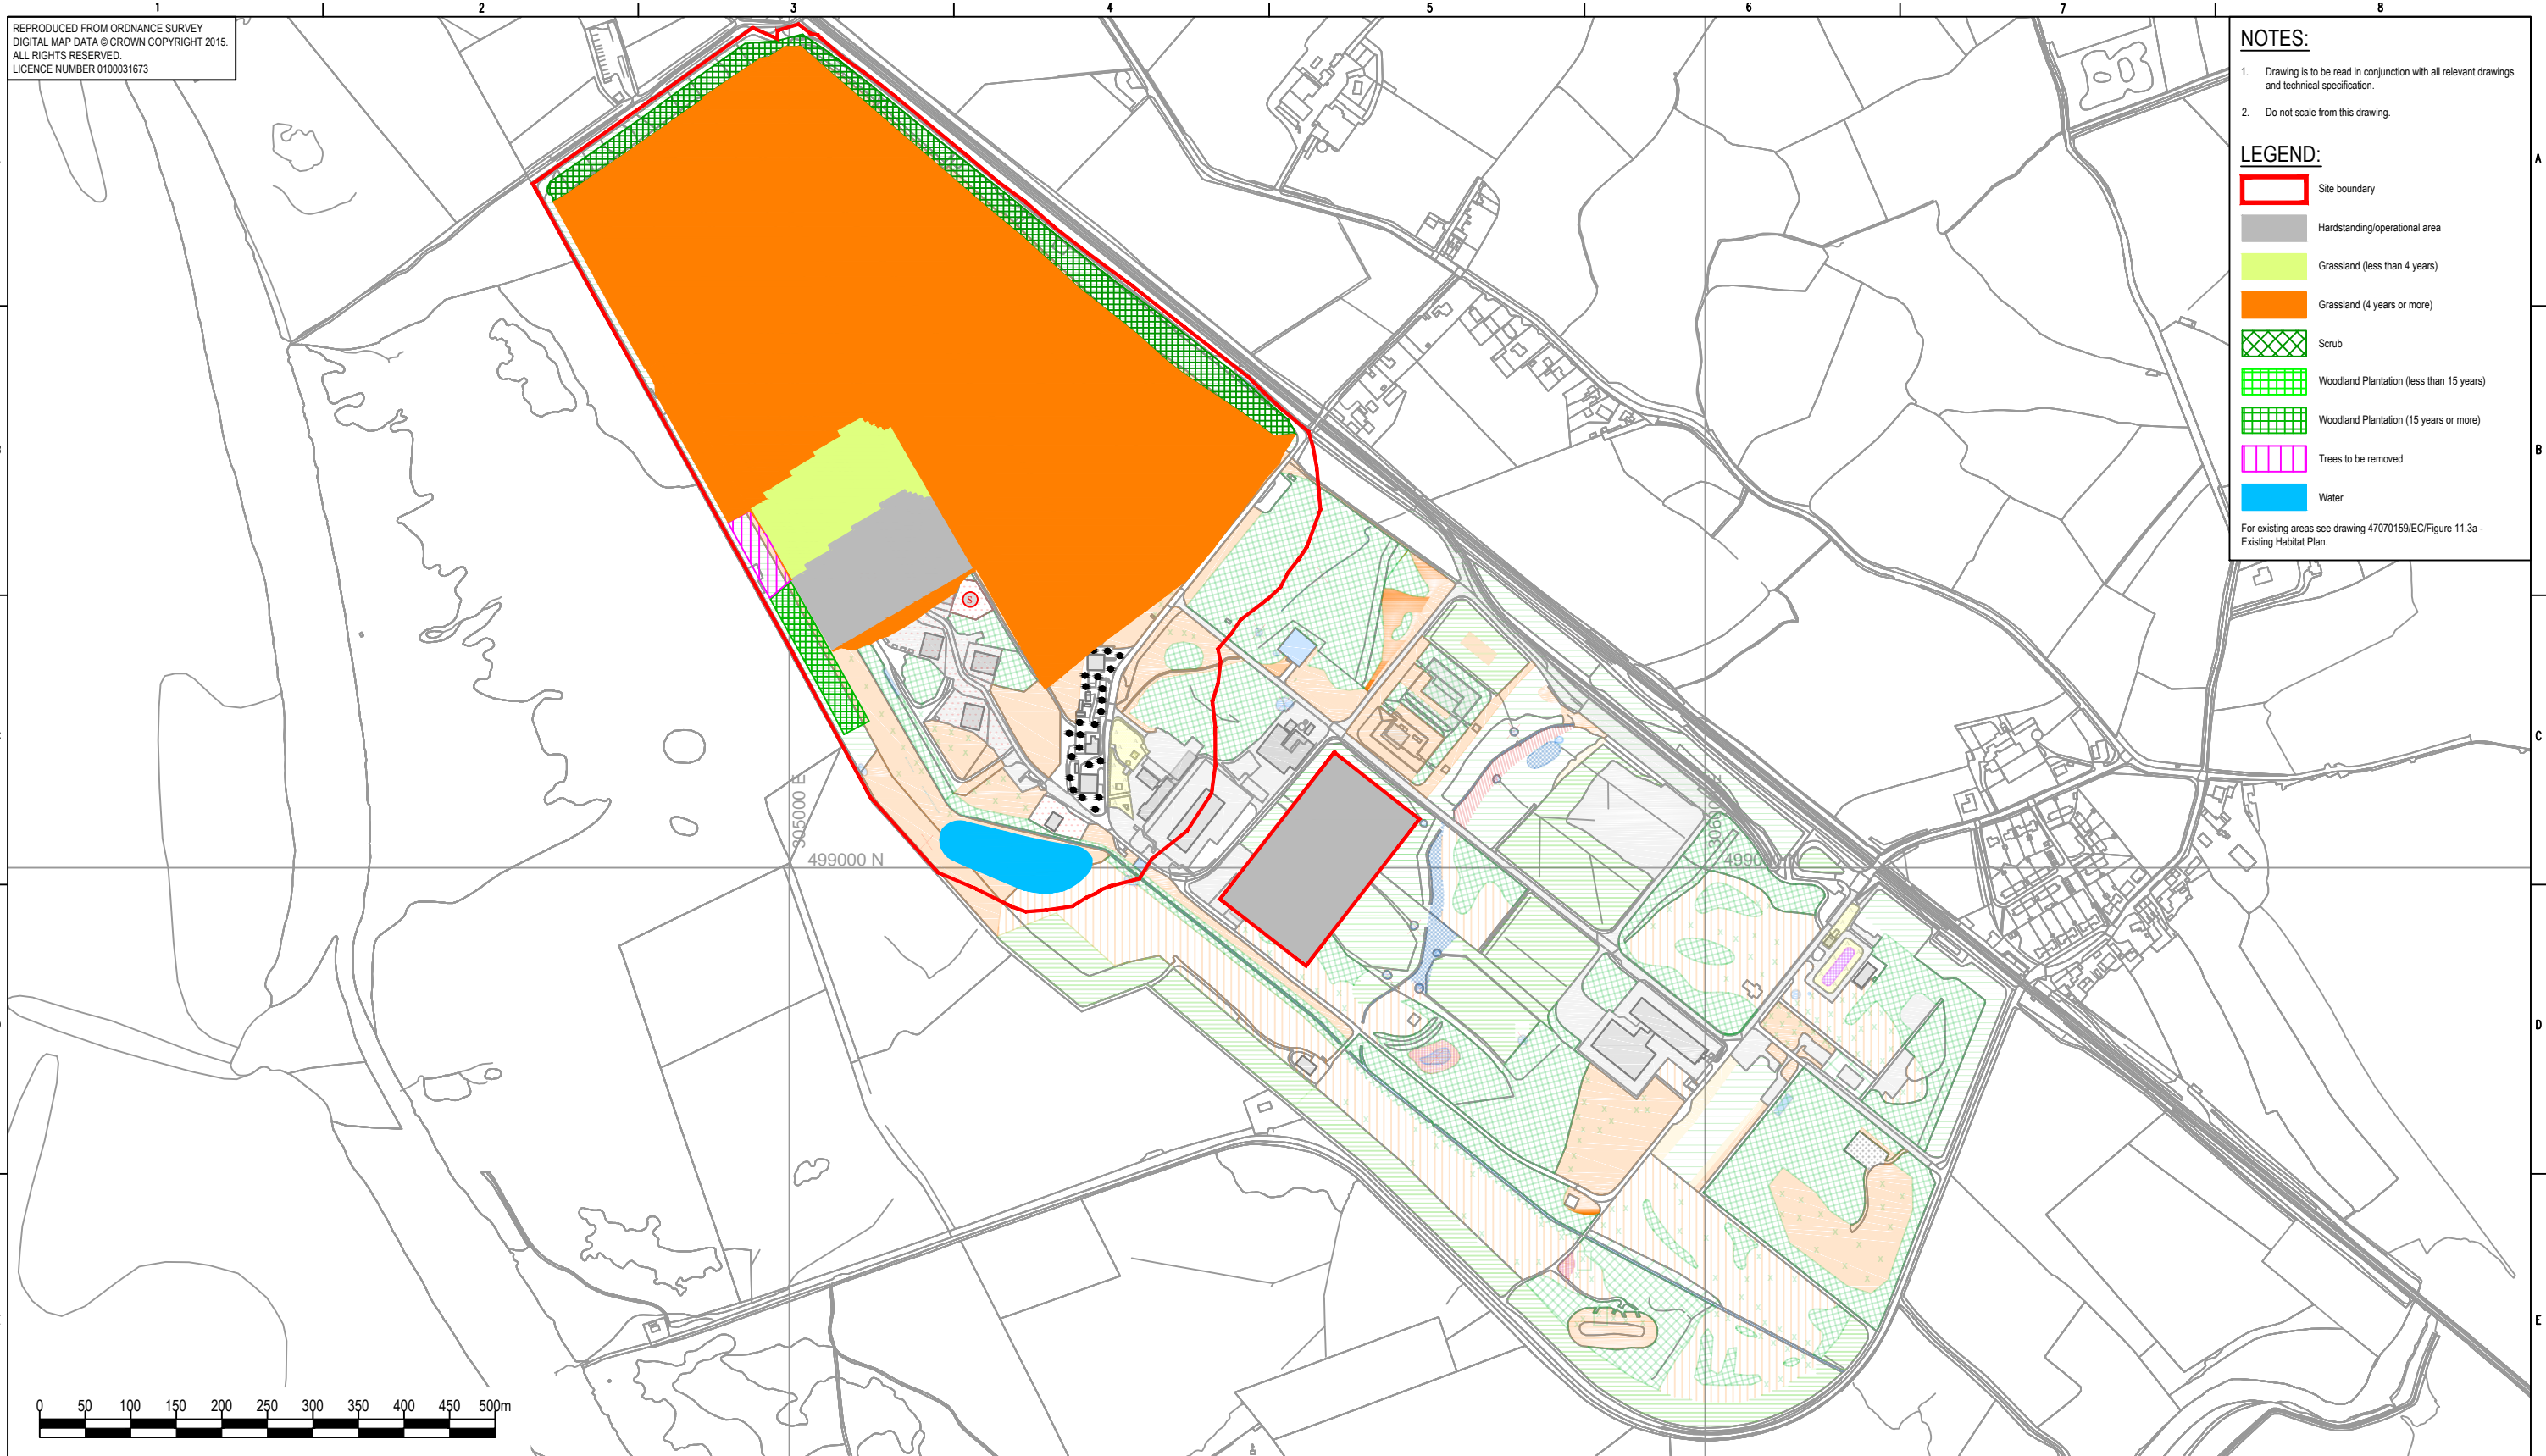 1 2 3 4 5 6 7 8
REPRODUCED FROM ORDNANCE SURVEY
DIGITAL MAP DATA © CROWN COPYRIGHT 2015.
ALL RIGHTS RESERVED.
LICENCE NUMBER 0100031673
NOTES:
1. Drawing is to be read in conjunction with all relevant drawings
and technical specification.
2. Do not scale from this drawing.
LEGEND:
Site boundary
Hardstanding/operational area
Grassland (less than 4 years)
Grassland (4 years or more)
Scrub
Woodland Plantation (less than 15 years)
Woodland Plantation (15 years or more)
Trees to be removed
Water
For existing areas see drawing 47070159/EC/Figure 11.3a -
Existing Habitat Plan.
A
B
S
C
305000 E
499000 N
D
E
0 50 100 150 200 250 300 350 400 450 500m